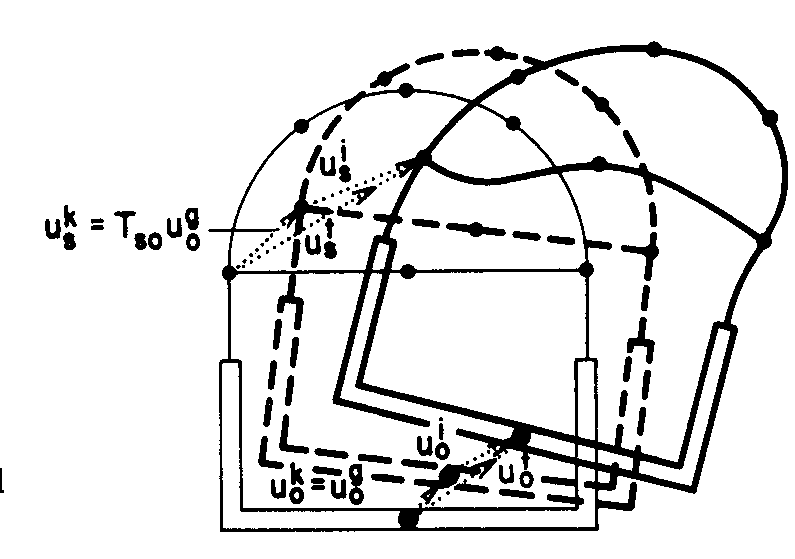 u_s^i
u_s^k = T_so u_o^g
u_s^t
u_o^i
u_o^t
u_o^k = u_o^g